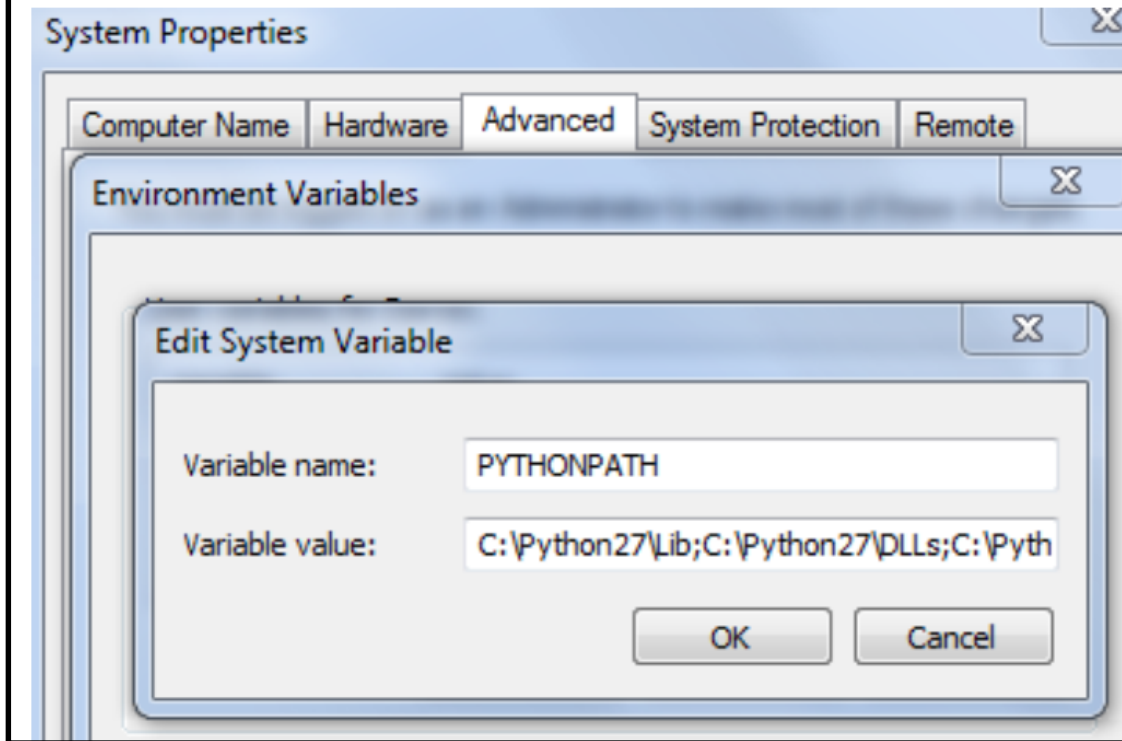 System Properties
Computer Name Hardware Advanced System Protection Remote
Environment Variables
Edit System Variable
Variable name: PYTHONPATH
Variable value: C:\Python27\Lib;C:\Python27\DLLs;C:\Pyth
OK Cancel